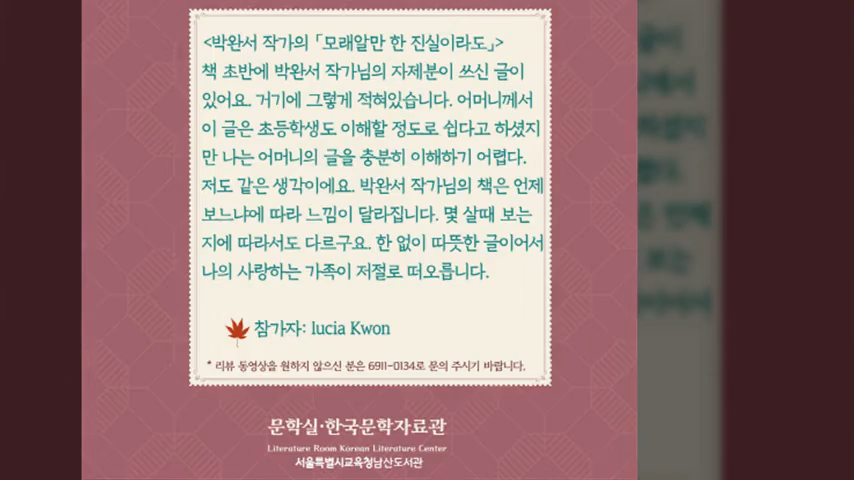 <박완서 작가의 「모래알만 한 진실이라도」>
책 초반에 박완서 작가님의 자제분이 쓰신 글이
있어요. 거기에 그렇게 적혀있습니다. 어머니께서
이 글은 초등학생도 이해할 정도로 쉽다고 하셨지
만 나는 어머니의 글을 충분히 이해하기 어렵다.
저도 같은 생각이에요. 박완서 작가님의 책은 언제
보느냐에 따라 느낌이 달라집니다. 몇 살때 보는
지에 따라서도 다르구요. 한 없이 따뜻한 글이어서
나의 사랑하는 가족이 저절로 떠오릅니다.
참가자: lucia Kwon
* 리뷰 동영상을 원하지 않으신 분은 6911-0134로 문의 주시기 바랍니다.
문학실·한국문학자료관
Literature Room Korean Literature Center
서울특별시교육청남산도서관